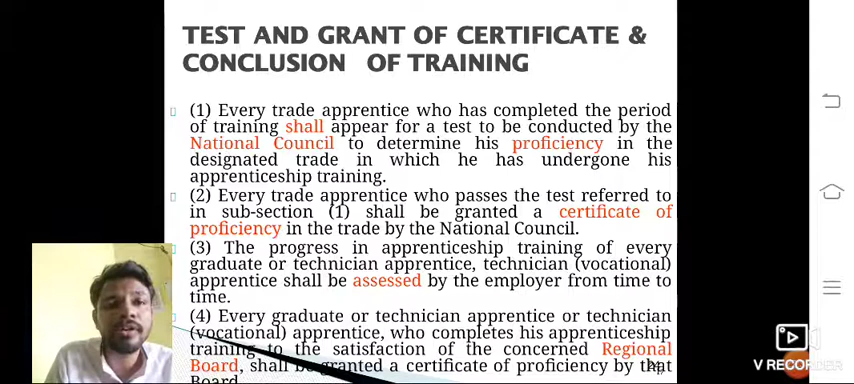 TEST AND GRANT OF CERTIFICATE &
CONCLUSION OF TRAINING
(1) Every trade apprentice who has completed the period
of training shall appear for a test to be conducted by the
National Council to determine his proficiency in the
designated trade in which he has undergone his
apprenticeship training.
(2) Every trade apprentice who passes the test referred to
in sub-section (1) shall be granted a certificate of
proficiency in the trade by the National Council.
(3) The progress in apprenticeship training of every
graduate or technician apprentice, technician (vocational)
apprentice shall be assessed by the employer from time to
time.
(4) Every graduate or technician apprentice or technician
(vocational) apprentice, who completes his apprenticeship
training to the satisfaction of the concerned Regional
Board, shall be granted a certificate of proficiency by that
Board.
V RECORDER